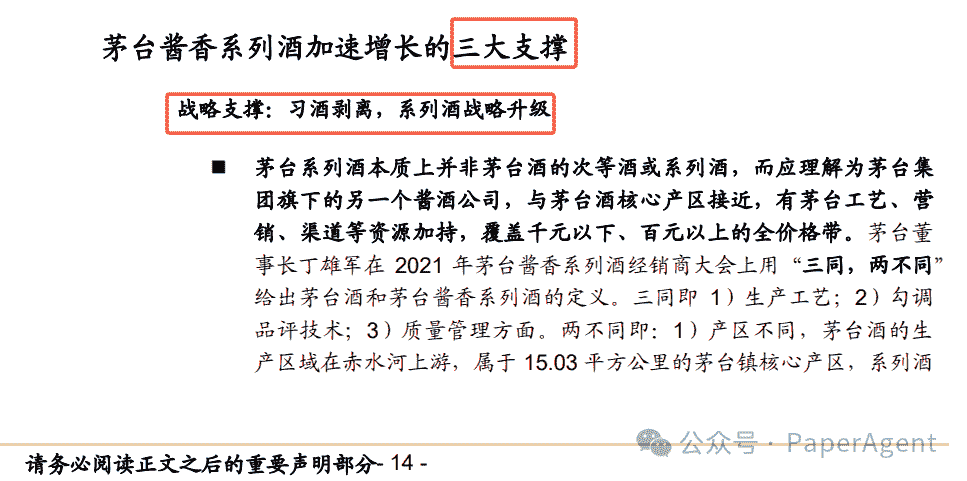 茅台酱香系列酒加速增长的三大支撑
战略支撑：习酒剥离，系列酒战略升级
■ 茅台系列酒本质上并非茅台酒的次等酒或系列酒，而应理解为茅台集
团旗下的另一个酱酒公司，与茅台酒核心产区接近，有茅台工艺、营
销、渠道等资源加持，覆盖千元以下、百元以上的全价格带。茅台董
事长丁雄军在 2021 年茅台酱香系列酒经销商大会上用 “三同，两不同”
给出茅台酒和茅台酱香系列酒的定义。三同即 1）生产工艺；2）勾调
品评技术；3）质量管理方面。两不同即：1）产区不同，茅台酒的生
产区域在赤水河上游，属于 15.03 平方公里的茅台镇核心产区，系列酒
公众号 · PaperAgent
请务必阅读正文之后的重要声明部分- 14 -